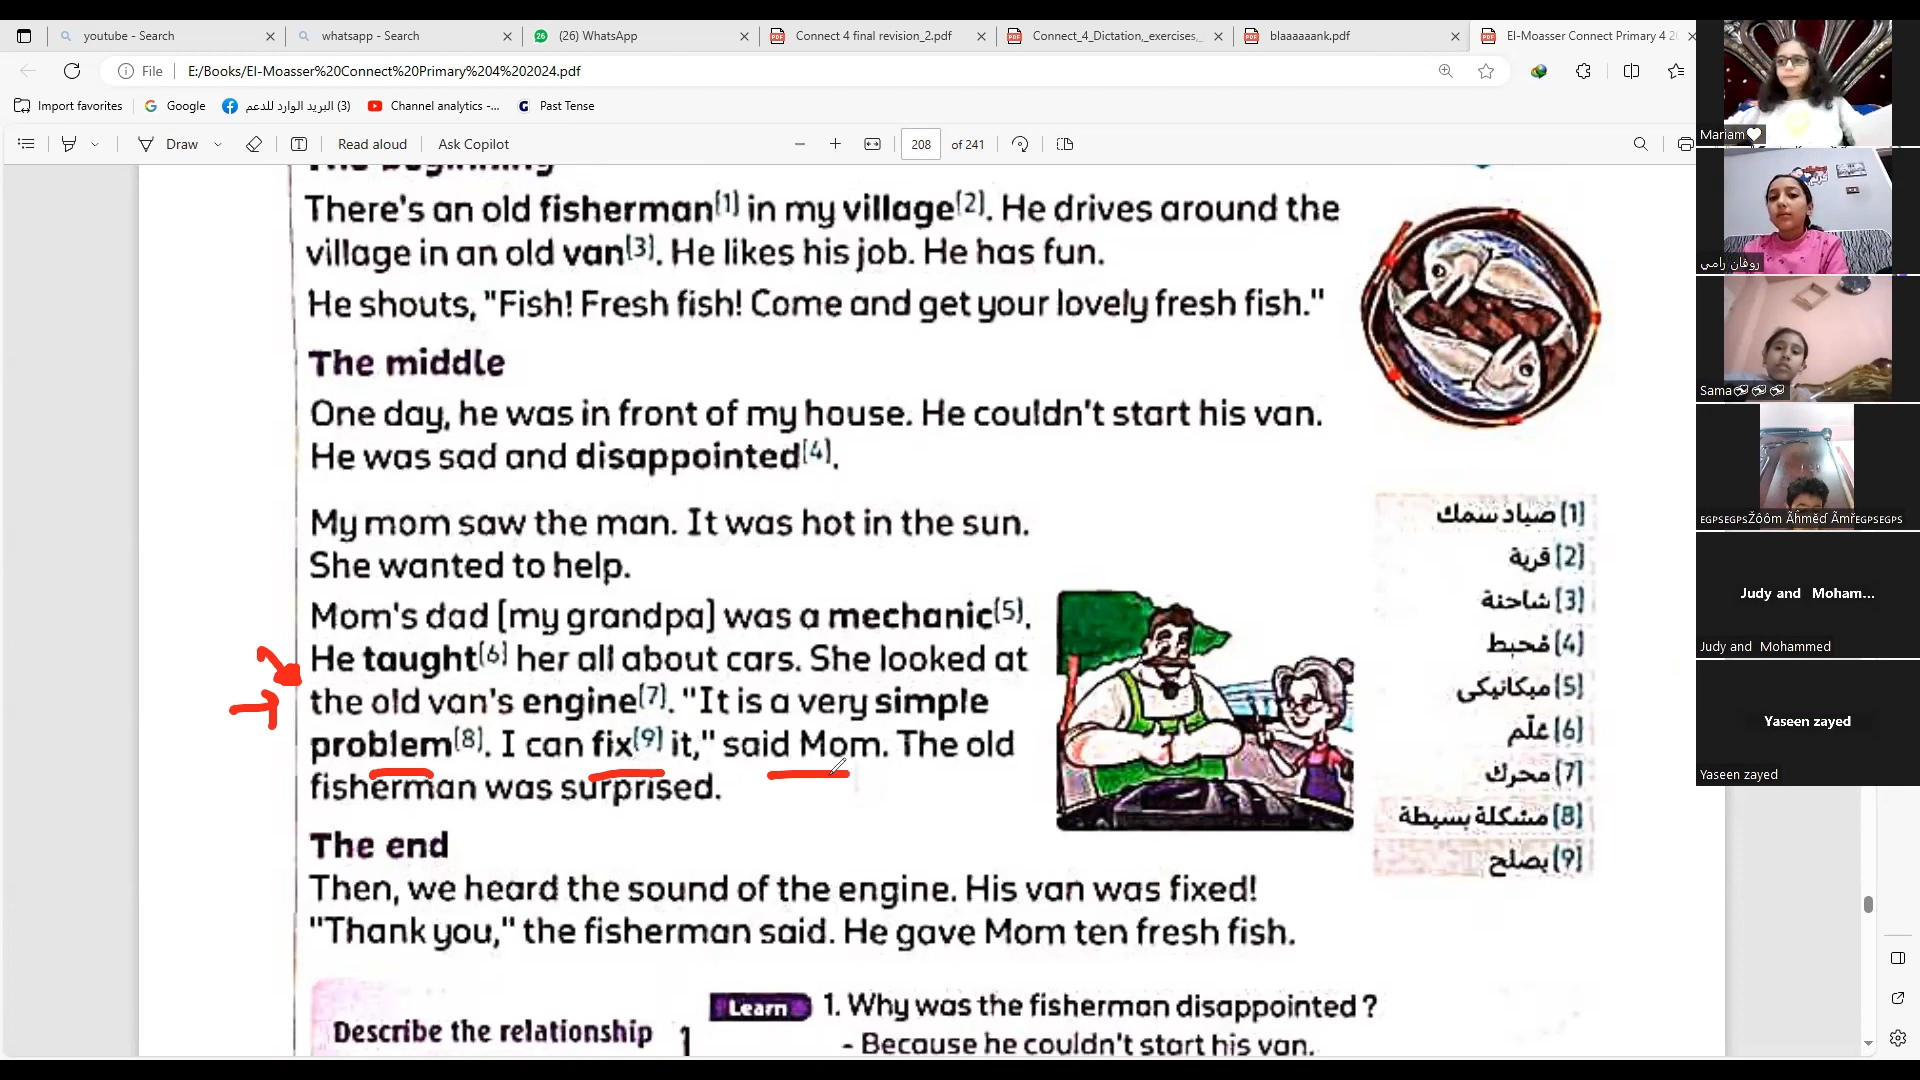 youtube - Search
whatsapp - Search
26
(26) WhatsApp
Connect 4 final revision_2.pdf
Connect_4_Dictation,_exercises,_
blaaaaaank.pdf
El-Moasser Connect Primary 4 2
File
E:/Books/El-Moasser%20Connect%20Primary%204%202024.pdf
Import favorites
Google
(3) البريد الوارد للدعم
Channel analytics -...
Past Tense
Draw
Read aloud
Ask Copilot
208
of 241
The beginning
There's an old fisherman[1] in my village[2]. He drives around the
village in an old van[3]. He likes his job. He has fun.
He shouts, "Fish! Fresh fish! Come and get your lovely fresh fish."
The middle
One day, he was in front of my house. He couldn't start his van.
He was sad and disappointed[4].
My mom saw the man. It was hot in the sun.
She wanted to help.
Mom's dad [my grandpa] was a mechanic[5].
He taught[6] her all about cars. She looked at
the old van's engine[7]. "It is a very simple
problem[8]. I can fix[9] it," said Mom. The old
fisherman was surprised.
[1] صياد سمك
[2] قرية
[3] شاحنة
[4] مُحبط
[5] ميكانيكى
[6] علّم
[7] محرك
[8] مشكلة بسيطة
[9] يصلح
The end
Then, we heard the sound of the engine. His van was fixed!
"Thank you," the fisherman said. He gave Mom ten fresh fish.
Describe the relationship
Learn
1. Why was the fisherman disappointed?
- Because he couldn't start his van.
1
Mariam🤍
روفان رامي
Sama
EGPSEGPSŽôôm Ãĥmëď ÃmřEGPSEGPS
Judy and Moham...
Judy and Mohammed
Yaseen zayed
Yaseen zayed